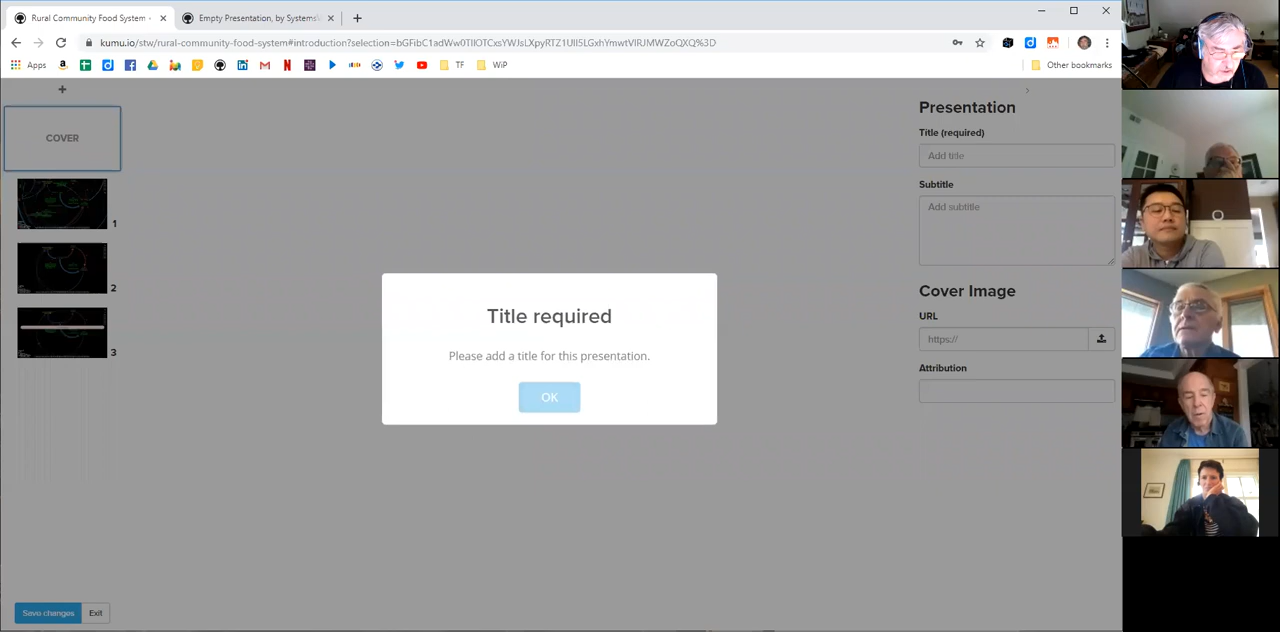 Rural Community Food System -
Empty Presentation, by Systems
kumu.io/stw/rural-community-food-system#introduction?selection=
Apps
TF
WiP
Other bookmarks
COVER
1
2
3
Presentation
Title (required)
Add title
Subtitle
Add subtitle
Cover Image
URL
https://
Attribution
Title required
Please add a title for this presentation.
OK
Save changes
Exit